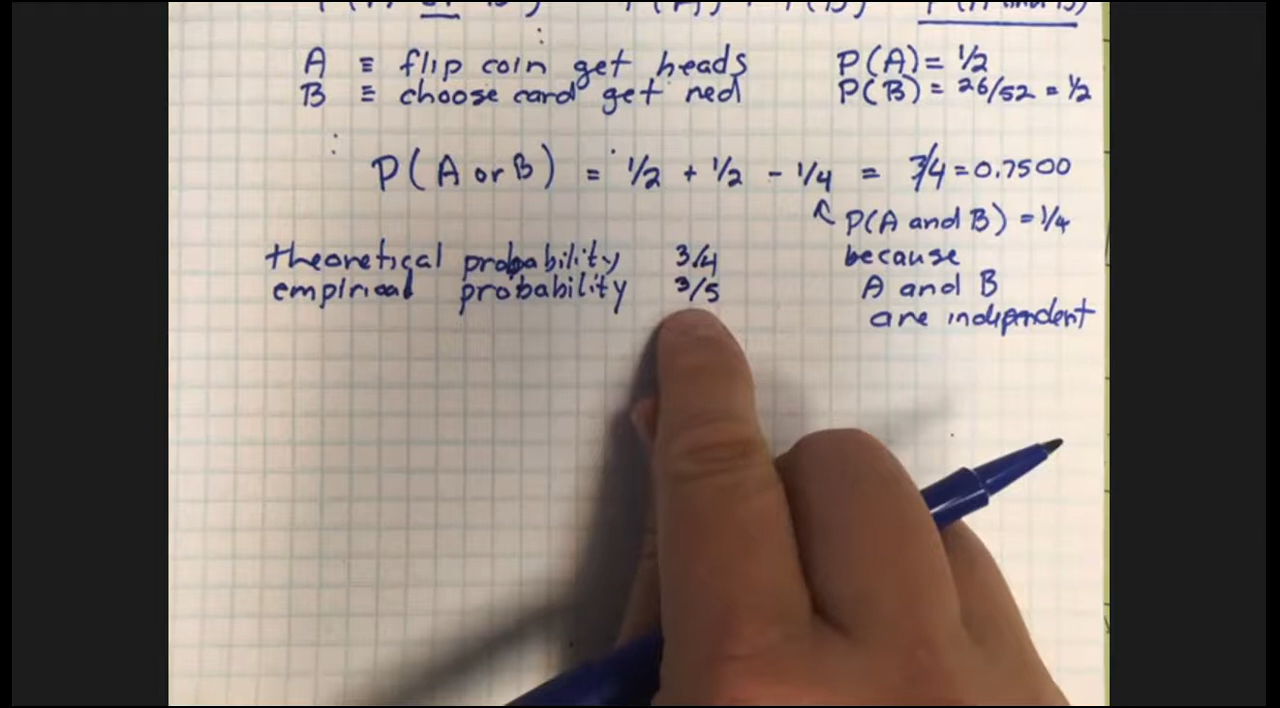 A ≡ flip coin get heads P(A) = 1/2
B ≡ choose card get red P(B) = 26/52 = 1/2
P(A or B) = 1/2 + 1/2 - 1/4 = 3/4 = 0.7500
P(A and B) = 1/4
because
A and B
are independent
theoretical probability 3/4
empirical probability 3/5